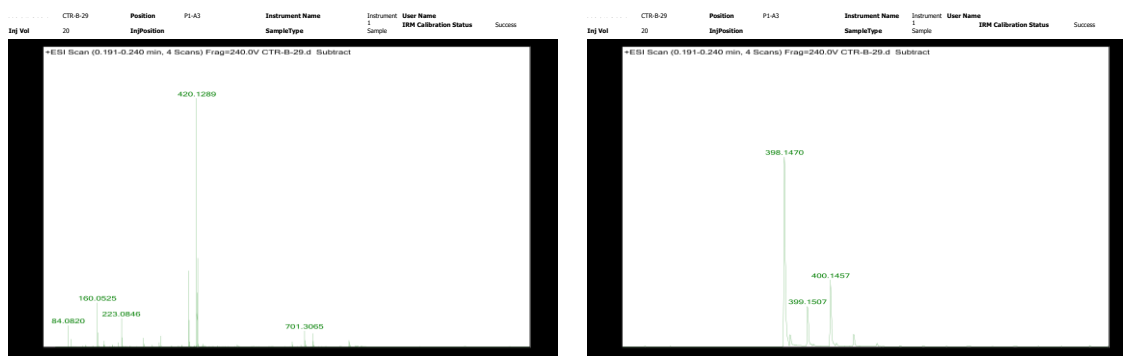 CTR-B-29 Position P1-A3 Instrument Name Instrument 1 User Name
IRM Calibration Status Success
Inj Vol 20 InjPosition SampleType Sample
+ESI Scan (0.191-0.240 min, 4 Scans) Frag=240.0V CTR-B-29.d Subtract
420.1289
160.0525
223.0846
84.0820
701.3065
CTR-B-29 Position P1-A3 Instrument Name Instrument 1 User Name
IRM Calibration Status Success
Inj Vol 20 InjPosition SampleType Sample
+ESI Scan (0.191-0.240 min, 4 Scans) Frag=240.0V CTR-B-29.d Subtract
398.1470
400.1457
399.1507